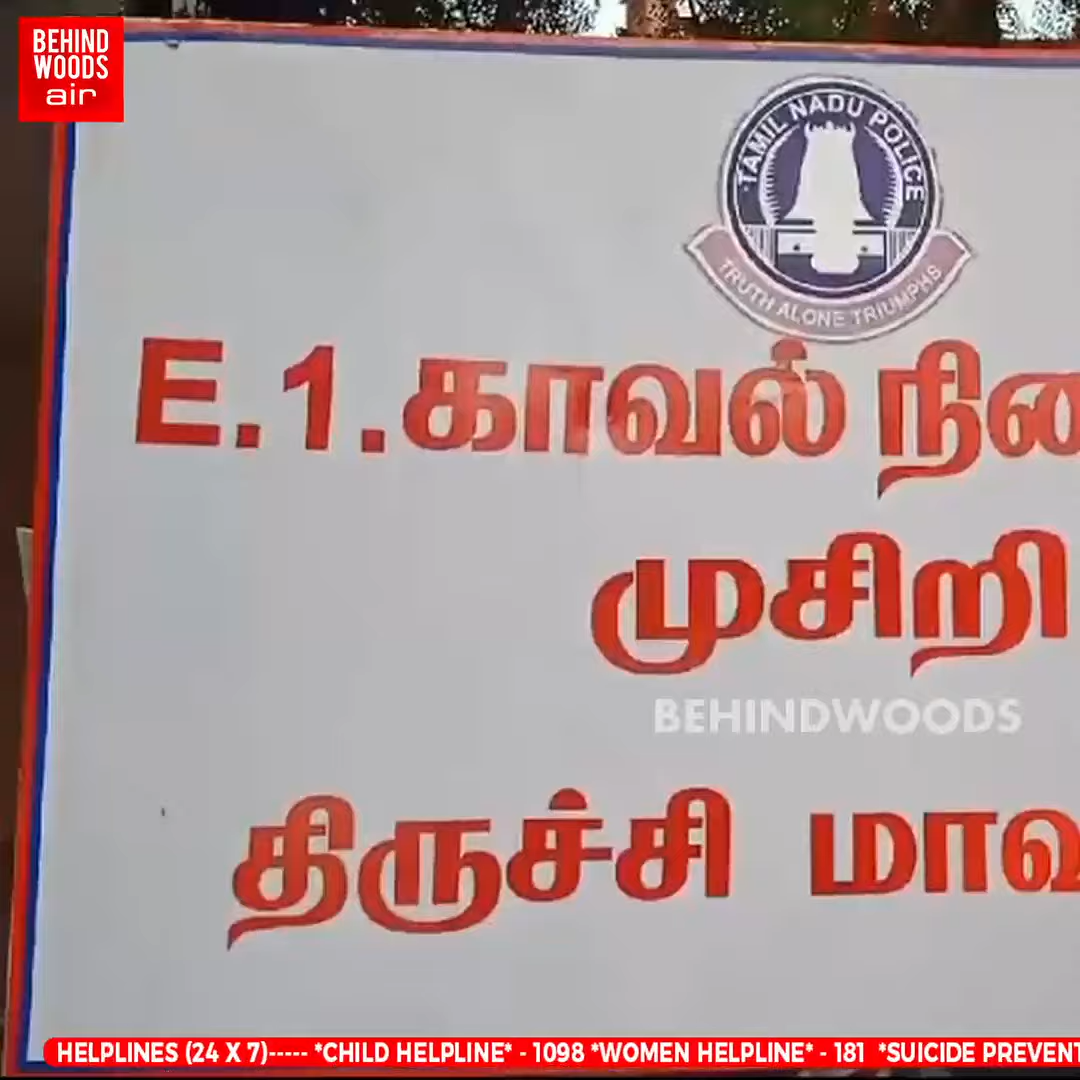 BEHIND
WOODS
air
TAMIL NADU POLICE
TRUTH ALONE TRIUMPHS
E.1.காவல் நி
முசிறி
BEHINDWOODS
திருச்சி மாவ
HELPLINES (24 X 7)----- *CHILD HELPLINE* - 1098 *WOMEN HELPLINE* - 181 *SUICIDE PREVENT